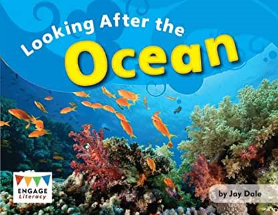 Looking After the
Ocean
by Jay Dale
ENGAGE
Literacy